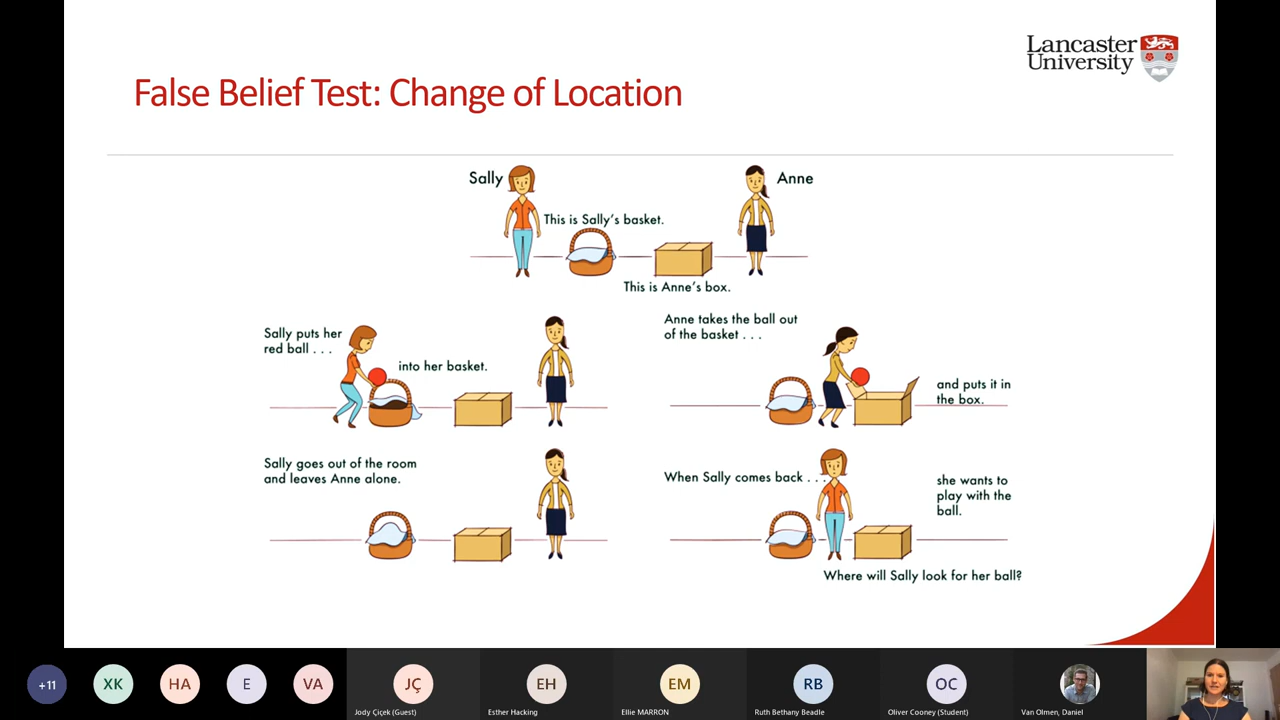 Lancaster
University
False Belief Test: Change of Location
Sally
Anne
This is Sally's basket.
This is Anne's box.
Sally puts her
red ball . . .
into her basket.
Anne takes the ball out
of the basket . . .
and puts it in
the box.
Sally goes out of the room
and leaves Anne alone.
When Sally comes back . . .
she wants to
play with the
ball.
Where will Sally look for her ball?
+11
XK
HA
E
VA
JÇ
EH
EM
RB
OC
Jody Çiçek (Guest)
Esther Hacking
Ellie MARRON
Ruth Bethany Beadle
Oliver Cooney (Student)
Van Olmen, Daniel